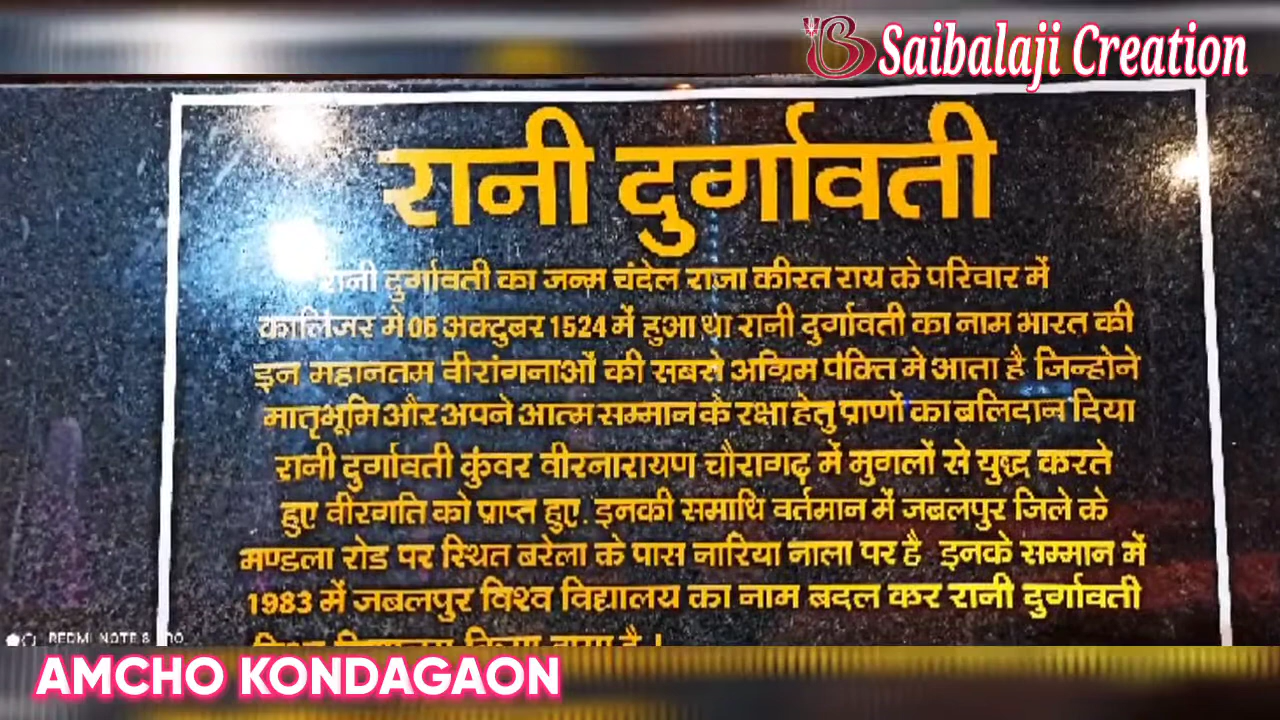 Saibalaji Creation
रानी दुर्गावती
रानी दुर्गावती का जन्म चंदेल राजा कीरत राय के परिवार में
कालिंजर में 05 अक्टुबर 1524 में हुआ था रानी दुर्गावती का नाम भारत की
इन महानतम वीरांगनाओं की सबसे अग्रिम पंक्ति मे आता है जिन्होने
मातृभूमि और अपने आत्म सम्मान के रक्षा हेतु प्राणों का बलिदान दिया
रानी दुर्गावती कुंवर वीरनारायण चौरागढ़ में मुगलों से युद्ध करते
हुए वीरगति को प्राप्त हुए. इनकी समाधि वर्तमान में जबलपुर जिले के
मण्डला रोड पर स्थित बरेला के पास नारिया नाला पर है इनके सम्मान में
1983 में जबलपुर विश्व विद्यालय का नाम बदल कर रानी दुर्गावती
है ।
REDMI NOTE 8
AMCHO KONDAGAON